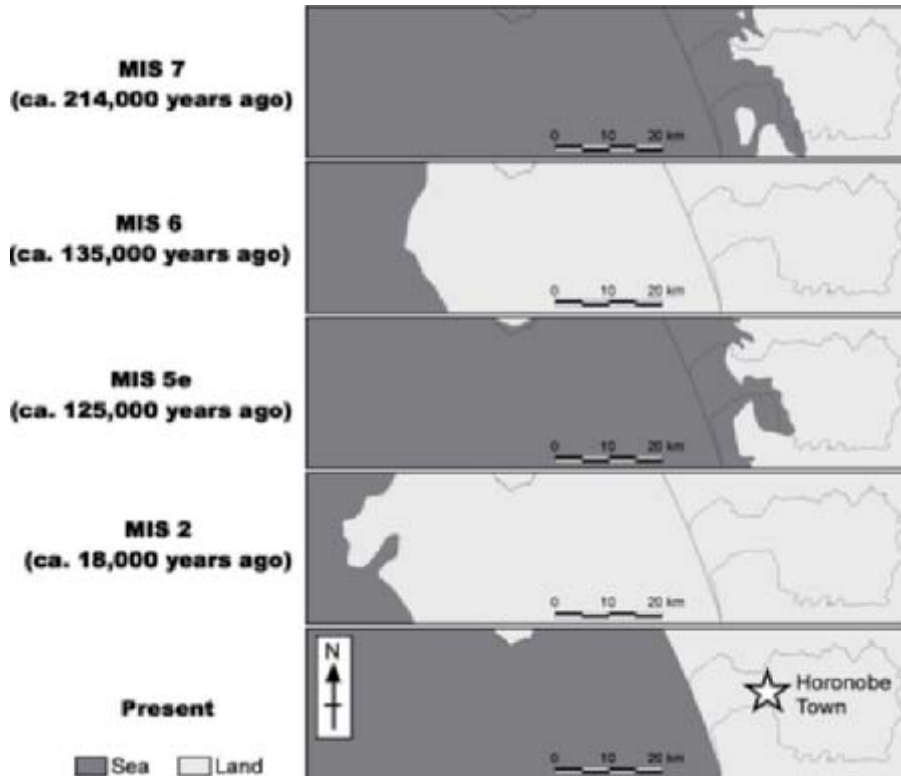 MIS 7
(ca. 214,000 years ago)
0 10 20 km
MIS 6
(ca. 135,000 years ago)
0 10 20 km
MIS 5e
(ca. 125,000 years ago)
0 10 20 km
MIS 2
(ca. 18,000 years ago)
0 10 20 km
N
Horonobe
Town
Present
Sea Land
0 10 20 km